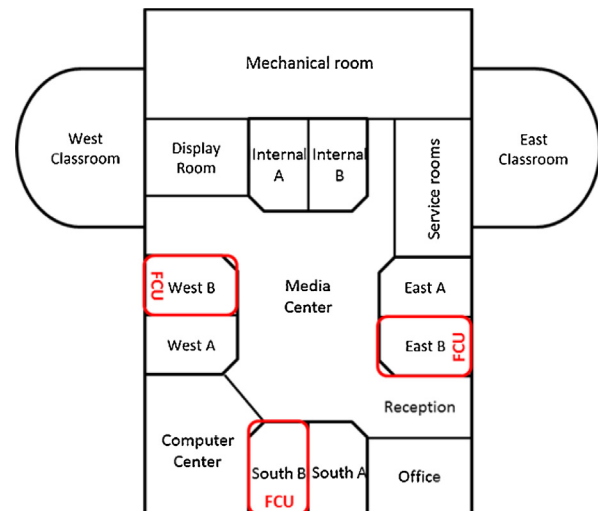 Mechanical room
West
Classroom
Display
Room
Internal
A
Internal
B
Service rooms
East
Classroom
FCU
West B
Media
Center
East A
West A
East B
FCU
Reception
Computer
Center
South B
South A
Office
FCU